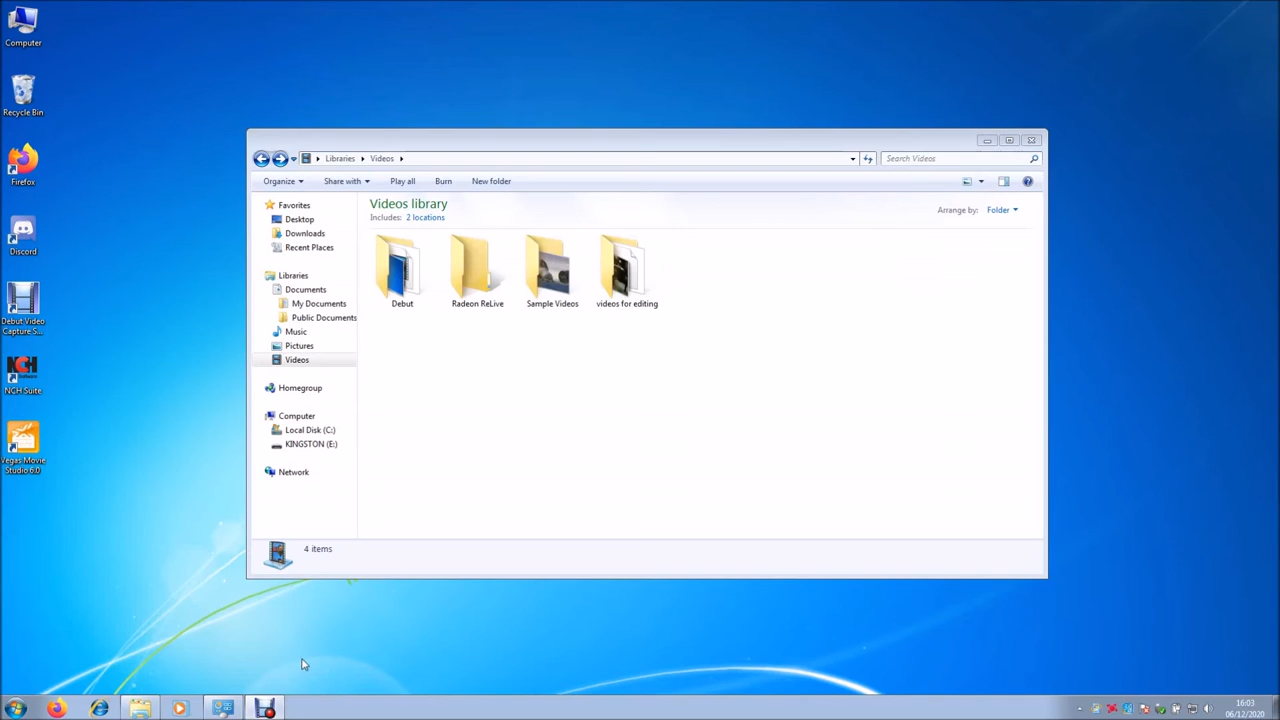 Computer
Recycle Bin
Firefox
Discord
Debut Video
Capture S...
NCH
NCH Suite
Vegas Movie
Studio 6.0
Libraries
Videos
Search Videos
Organize
Share with
Play all
Burn
New folder
Favorites
Desktop
Downloads
Recent Places
Libraries
Documents
My Documents
Public Documents
Music
Pictures
Videos
Homegroup
Computer
Local Disk (C:)
KINGSTON (E:)
Network
Videos library
Includes: 2 locations
Arrange by: Folder
Debut
Radeon ReLive
Sample Videos
videos for editing
4 items
16:03
06/12/2020